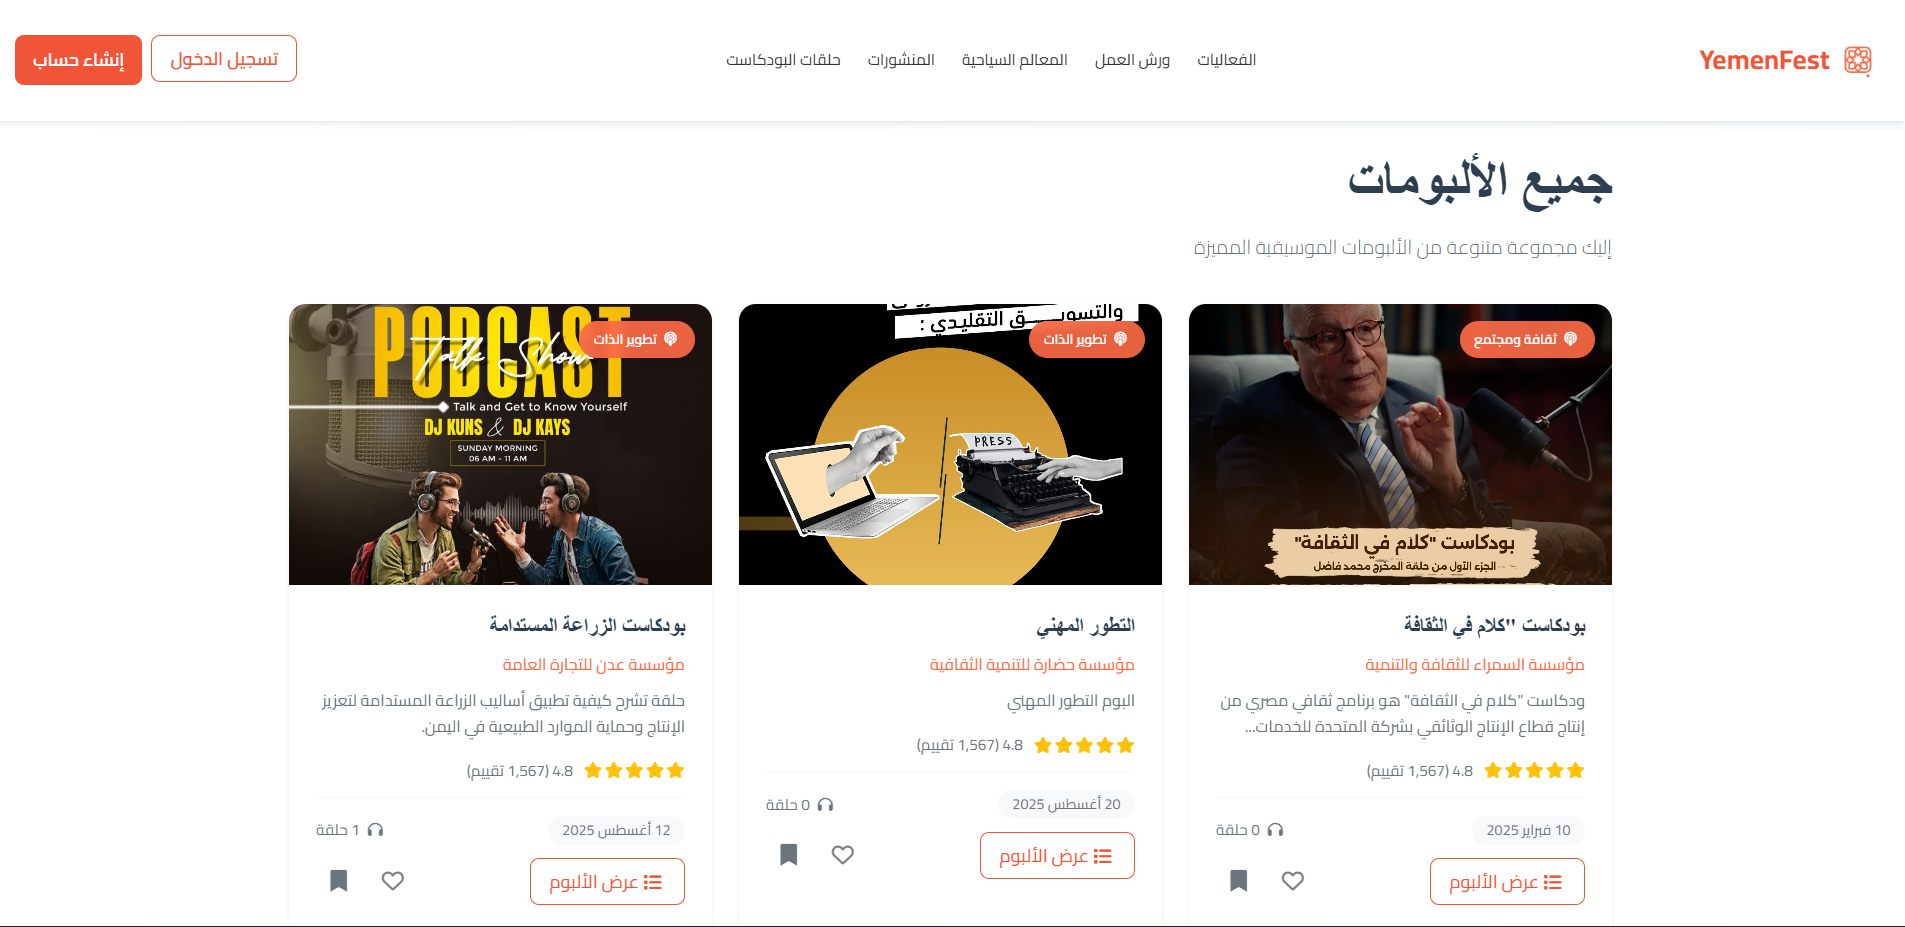 YemenFest
الفعاليات
ورش العمل
المعالم السياحية
المنشورات
حلقات البودكاست
تسجيل الدخول
إنشاء حساب
جميع الألبومات
إليك مجموعة متنوعة من الألبومات الموسيقية المميزة
ثقافة ومجتمع
بودكاست "كلام في الثقافة"
الجزء الأول من حلقة المخرج محمد فاضل
بودكاست "كلام في الثقافة
مؤسسة السمراء للثقافة والتنمية
ودكاست "كلام في الثقافة" هو برنامج ثقافي مصري من
إنتاج قطاع الإنتاج الوثائقي بشركة المتحدة للخدمات...
4.8 (1,567 تقييم)
10 فبراير 2025
0 حلقة
عرض الألبوم
والتسويق التقليدي :
تطوير الذات
PRESS
التطور المهني
مؤسسة حضارة للتنمية الثقافية
البوم التطور المهني
4.8 (1,567 تقييم)
20 أغسطس 2025
0 حلقة
عرض الألبوم
PODCAST
تطوير الذات
Talk Show
Talk and Get to Know Yourself
DJ KUNS & DJ KAYS
SUNDAY MORNING
06 AM - 11 AM
بودكاست الزراعة المستدامة
مؤسسة عدن للتجارة العامة
حلقة تشرح كيفية تطبيق أساليب الزراعة المستدامة لتعزيز
الإنتاج وحماية الموارد الطبيعية في اليمن.
4.8 (1,567 تقييم)
12 أغسطس 2025
1 حلقة
عرض الألبوم